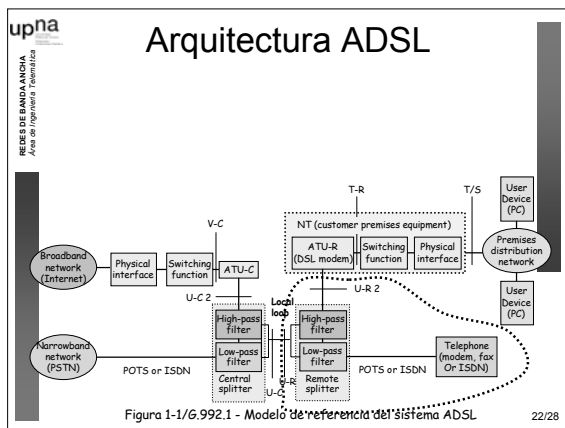 upna
REDES DE BANDA ANCHA
Área de Ingeniería Telemática
Arquitectura ADSL
T-R
T/S
User
Device
(PC)
NT (customer premises equipment)
V-C
ATU-R
(DSL modem)
Switching
function
Physical
interface
Premises
distribution
network
Broadband
network
(Internet)
Physical
interface
Switching
function
ATU-C
User
Device
(PC)
U-C 2
Local
loop
U-R 2
High-pass
filter
High-pass
filter
Narrowband
network
(PSTN)
Low-pass
filter
Low-pass
filter
Telephone
(modem, fax
Or ISDN)
POTS or ISDN
Central
splitter
U-C
U-R
Remote
splitter
POTS or ISDN
Figura 1-1/G.992.1 - Modelo de referencia del sistema ADSL
22/28